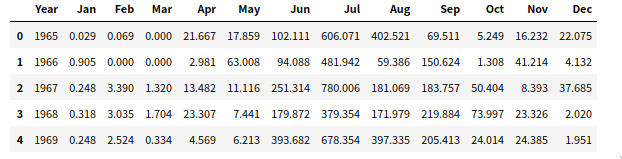 Year Jan Feb Mar Apr May Jun Jul Aug Sep Oct Nov Dec
0 1965 0.029 0.069 0.000 21.667 17.859 102.111 606.071 402.521 69.511 5.249 16.232 22.075
1 1966 0.905 0.000 0.000 2.981 63.008 94.088 481.942 59.386 150.624 1.308 41.214 4.132
2 1967 0.248 3.390 1.320 13.482 11.116 251.314 780.006 181.069 183.757 50.404 8.393 37.685
3 1968 0.318 3.035 1.704 23.307 7.441 179.872 379.354 171.979 219.884 73.997 23.326 2.020
4 1969 0.248 2.524 0.334 4.569 6.213 393.682 678.354 397.335 205.413 24.014 24.385 1.951